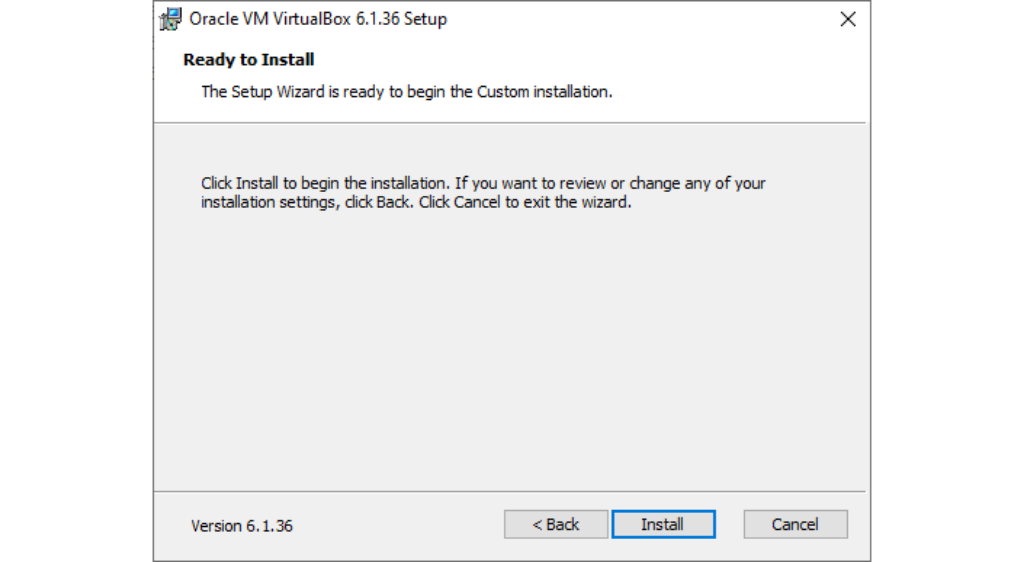 Oracle VM VirtualBox 6.1.36 Setup
Ready to Install
The Setup Wizard is ready to begin the Custom installation.
Click Install to begin the installation. If you want to review or change any of your
installation settings, click Back. Click Cancel to exit the wizard.
Version 6.1.36
< Back
Install
Cancel